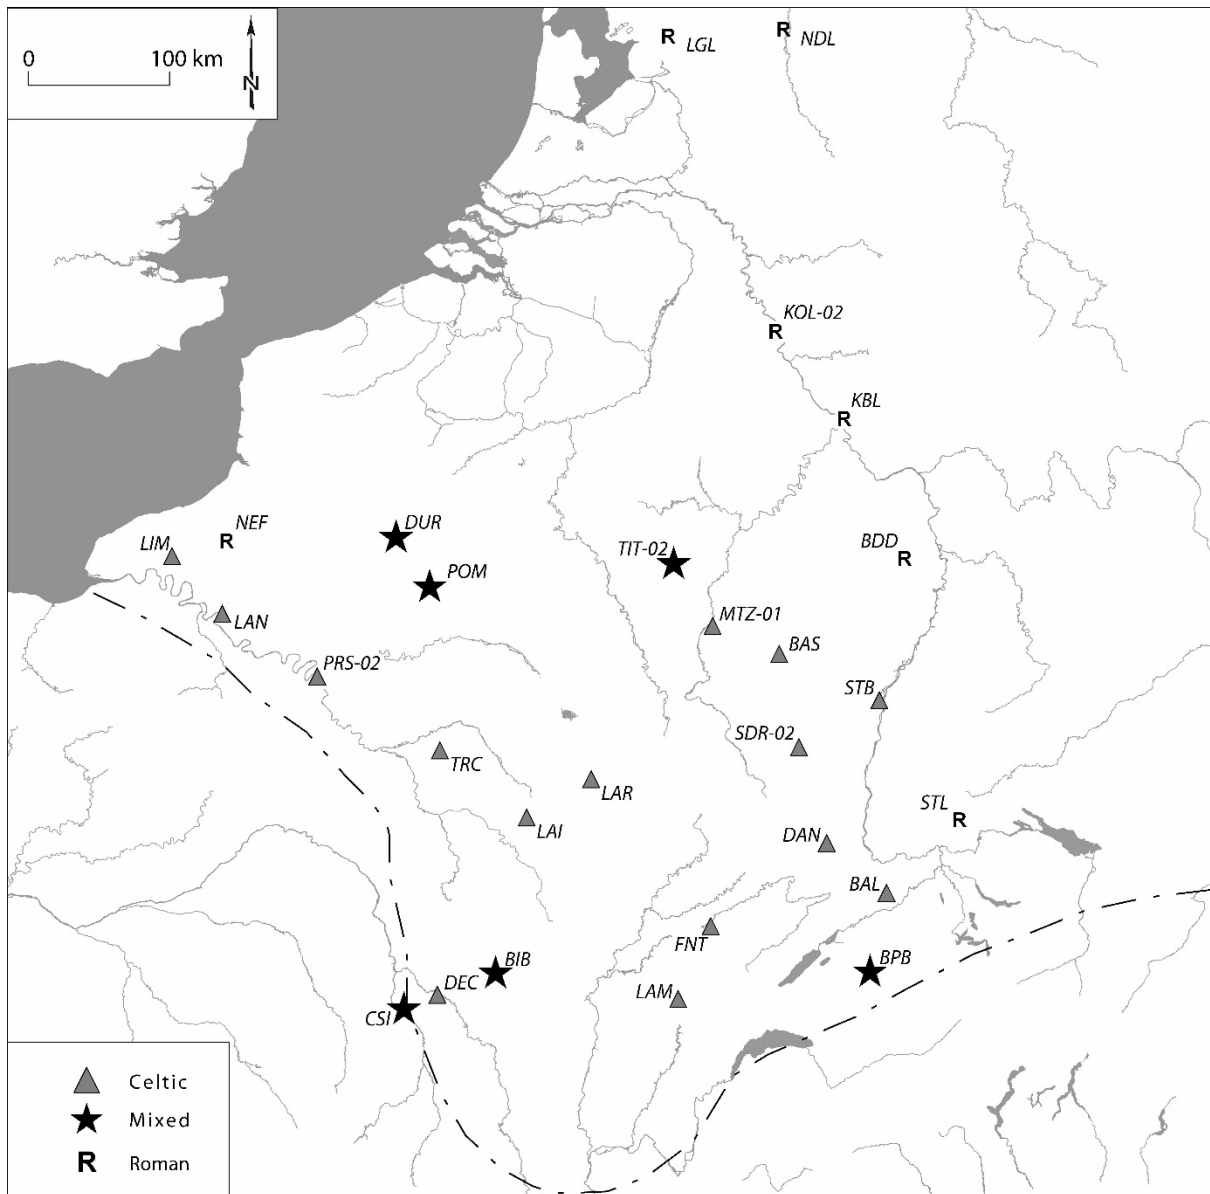 0 100 km
N
R LGL
R NDL
R KOL-02
R KBL
R NEF
LIM
DUR
POM
TIT-02
BDD R
LAN
MTZ-01
BAS
PRS-02
STB
SDR-02
TRC
LAR
LAI
STL
R
DAN
BAL
FNT
BIB
BPB
DEC
LAM
CSI
Celtic
Mixed
R Roman